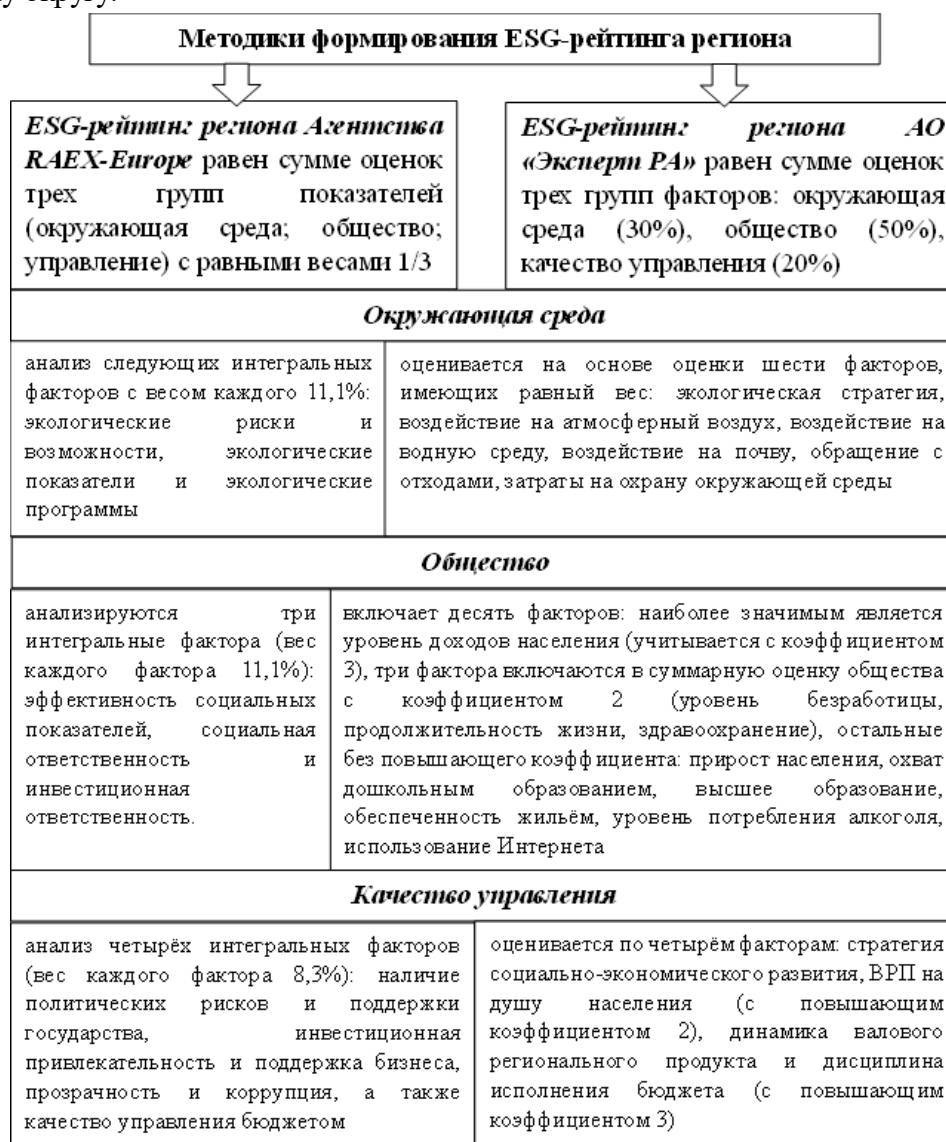 округу.
Методики формирования ESG-рейтинга региона
ESG-рейтинг региона Агентства
RAEX-Europe равен сумме оценок
трех групп показателей
(окружающая среда; общество;
управление) с равными весами 1/3
ESG-рейтинг региона АО
«Эксперт РА» равен сумме оценок
трех групп факторов: окружающая
среда (30%), общество (50%),
качество управления (20%)
Окружающая среда
анализ следующих интегральных
факторов с весом каждого 11,1%:
экологические риски и
возможности, экологические
показатели и экологические
программы
оценивается на основе оценки шести факторов,
имеющих равный вес: экологическая стратегия,
воздействие на атмосферный воздух, воздействие на
водную среду, воздействие на почву, обращение с
отходами, затраты на охрану окружающей среды
Общество
анализируются три
интегральные фактора (вес
каждого фактора 11,1%):
эффективность социальных
показателей, социальная
ответственность и
инвестиционная
ответственность.
включает десять факторов: наиболее значимым является
уровень доходов населения (учитывается с коэффициентом
3), три фактора включаются в суммарную оценку общества
с коэффициентом 2 (уровень безработицы,
продолжительность жизни, здравоохранение), остальные
без повышающего коэффициента: прирост населения, охват
дошкольным образованием, высшее образование,
обеспеченность жильём, уровень потребления алкоголя,
использование Интернета
Качество управления
анализ четырёх интегральных факторов
(вес каждого фактора 8,3%): наличие
политических рисков и поддержки
государства, инвестиционная
привлекательность и поддержка бизнеса,
прозрачность и коррупция, а также
качество управления бюджетом
оценивается по четырём факторам: стратегия
социально-экономического развития, ВРП на
душу населения (с повышающим
коэффициентом 2), динамика валового
регионального продукта и дисциплина
исполнения бюджета (с повышающим
коэффициентом 3)